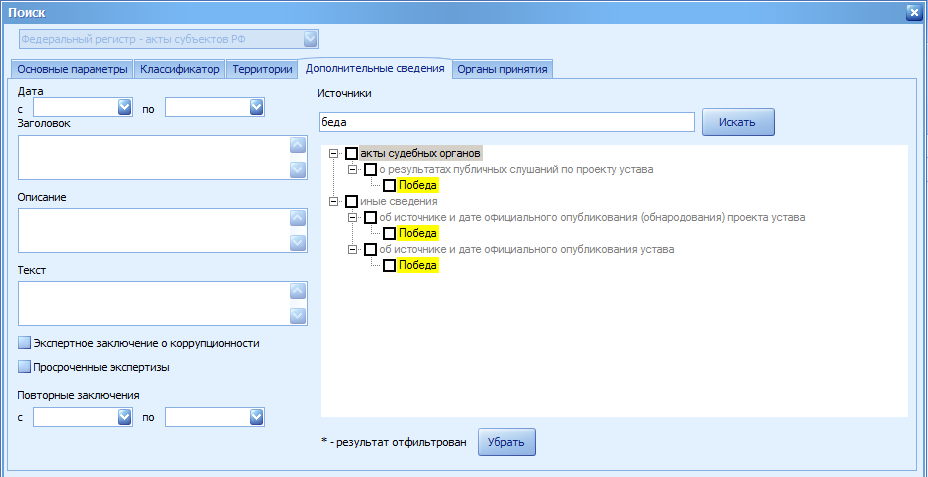 Поиск
Федеральный регистр - акты субъектов РФ
Основные параметры Классификатор Территории Дополнительные сведения Органы принятия
Дата
с по
Заголовок
Описание
Текст
Экспертное заключение о коррупционности
Просроченные экспертизы
Повторные заключения
с по
Источники
беда Искать
акты судебных органов
о результатах публичных слушаний по проекту устава
Победа
иные сведения
об источнике и дате официального опубликования (обнародования) проекта устава
Победа
об источнике и дате официального опубликования устава
Победа
* - результат отфильтрован Убрать